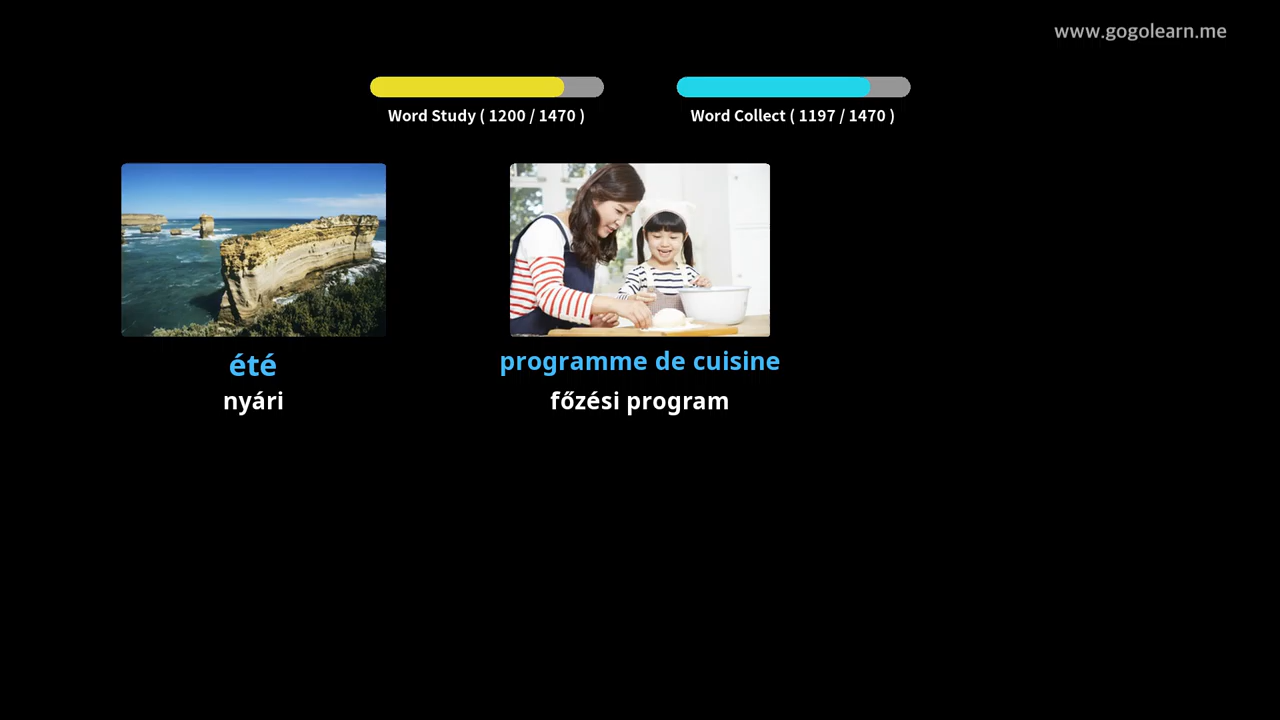 www.gogolearn.me
Word Study ( 1200 / 1470 )
Word Collect ( 1197 / 1470 )
été
nyári
programme de cuisine
főzési program